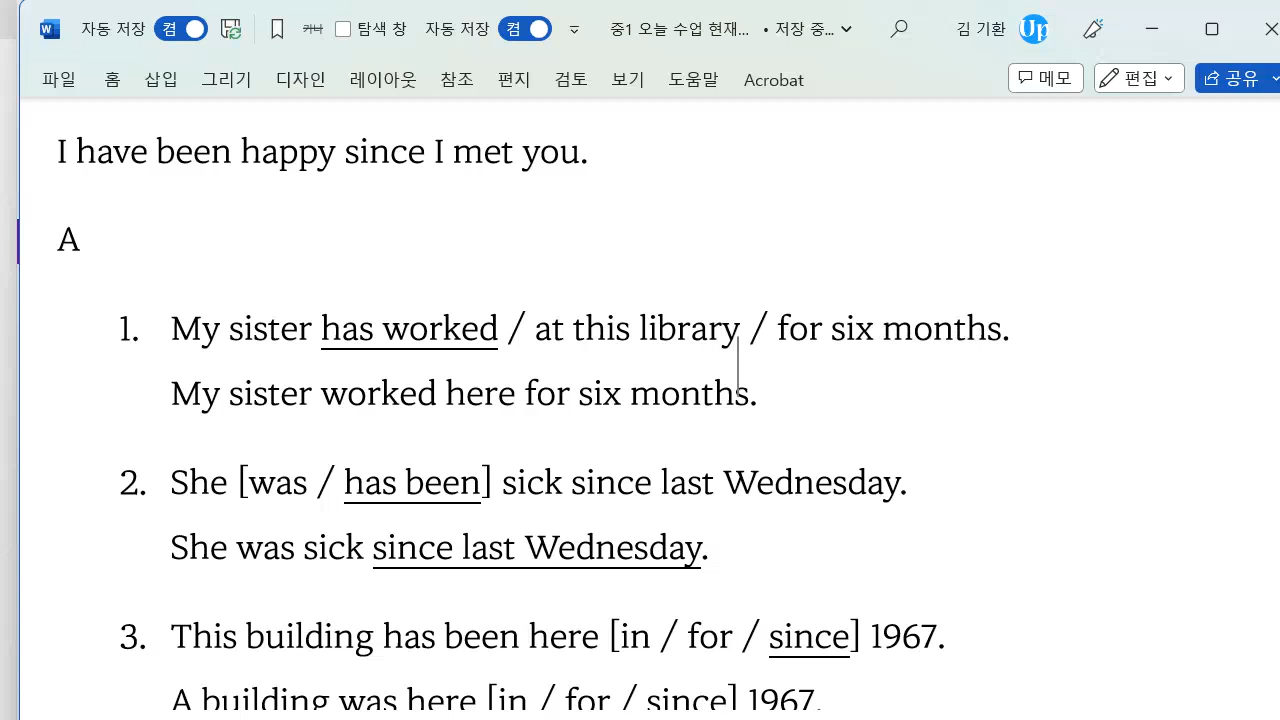 자동 저장 켬 가나 탐색 창 자동 저장 켬 중1 오늘 수업 현재... • 저장 중... 김 기환 Up
파일 홈 삽입 그리기 디자인 레이아웃 참조 편지 검토 보기 도움말 Acrobat 메모 편집 공유
I have been happy since I met you.
A
1. My sister has worked / at this library / for six months.
My sister worked here for six months.
2. She [was / has been] sick since last Wednesday.
She was sick since last Wednesday.
3. This building has been here [in / for / since] 1967.
A building was here [in / for / since] 1967.